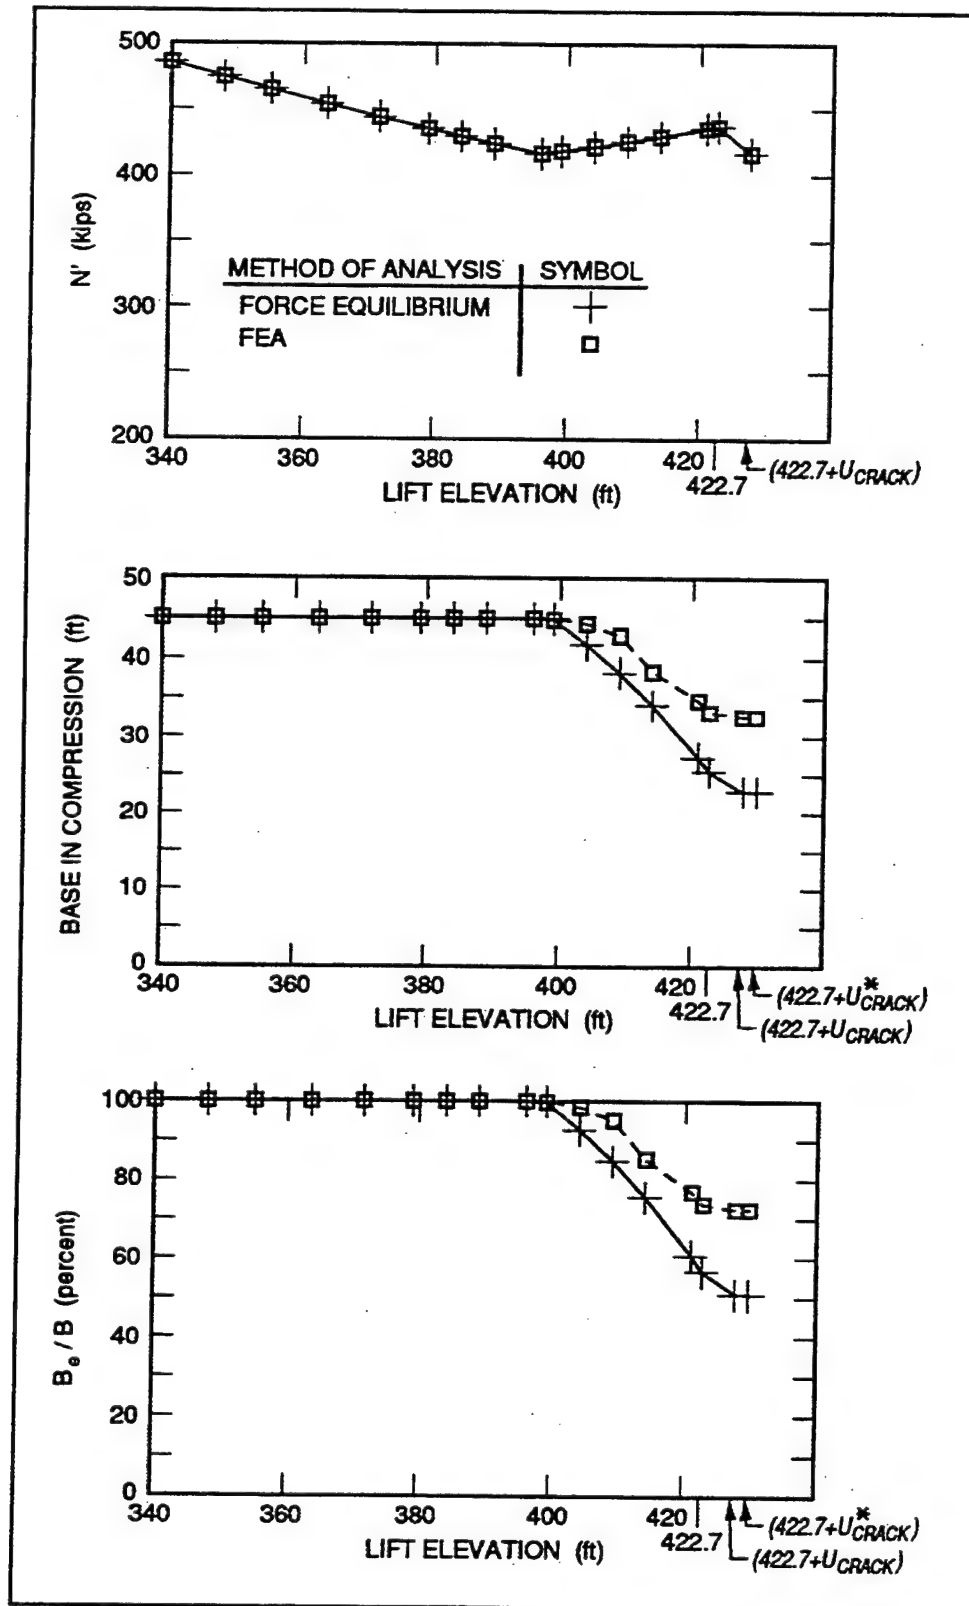 500
400
300
200
N' (kips)
METHOD OF ANALYSIS SYMBOL
FORCE EQUILIBRIUM
FEA
340 360 380 400 420
422.7
(422.7+UCRACK)
LIFT ELEVATION (ft)
50
40
30
20
10
0
BASE IN COMPRESSION (ft)
340 360 380 400 420
422.7
(422.7+U*CRACK)
(422.7+UCRACK)
LIFT ELEVATION (ft)
100
80
60
40
20
0
Be / B (percent)
340 360 380 400 420
422.7
(422.7+U*CRACK)
(422.7+UCRACK)
LIFT ELEVATION (ft)